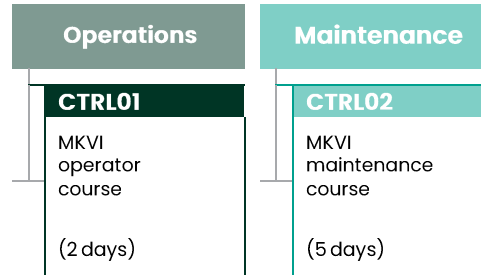 Operations
CTRL01
MKVI
operator
course
(2 days)
Maintenance
CTRL02
MKVI
maintenance
course
(5 days)